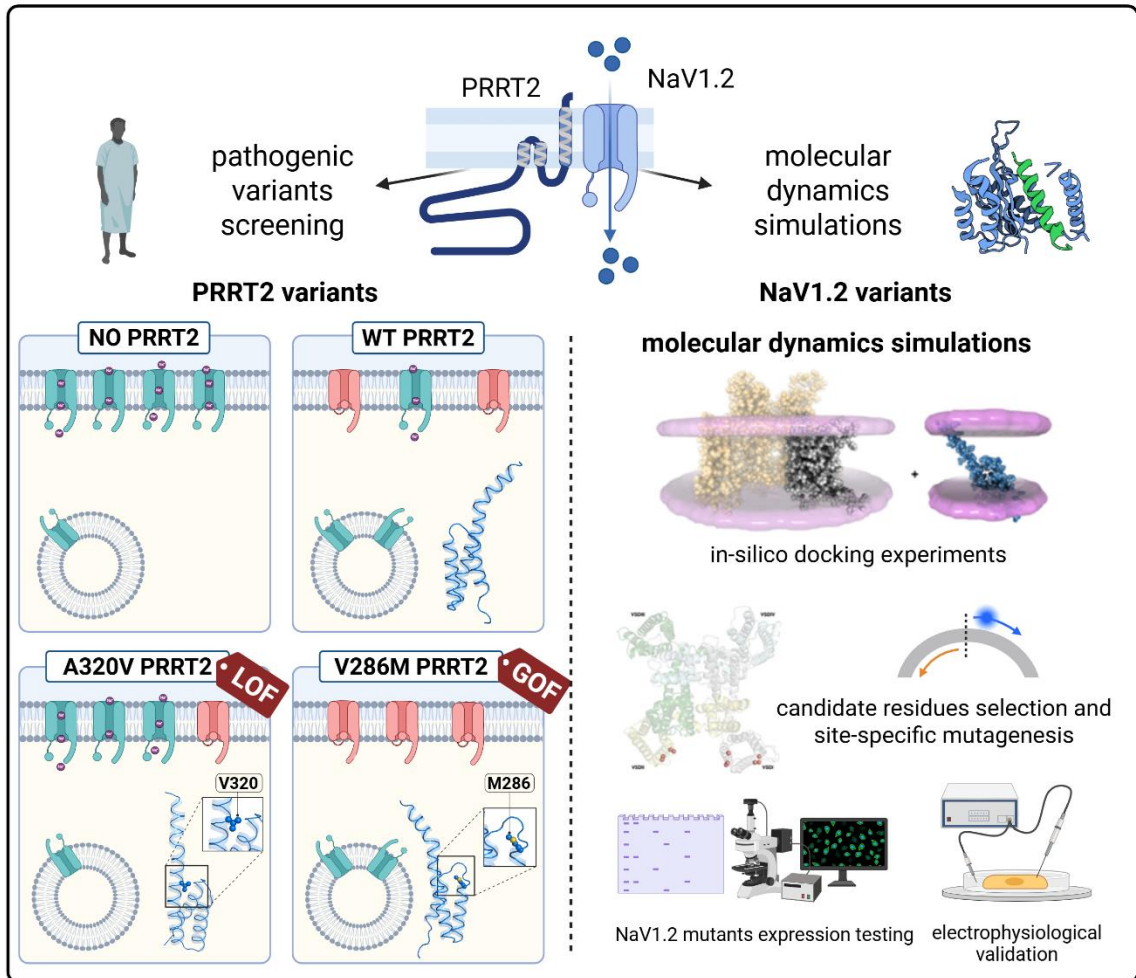 PRRT2
NaV1.2
pathogenic
variants
screening
molecular
dynamics
simulations
PRRT2 variants
NO PRRT2
WT PRRT2
A320V PRRT2
LOF
V320
V286M PRRT2
GOF
M286
NaV1.2 variants
molecular dynamics simulations
+
in-silico docking experiments
candidate residues selection and
site-specific mutagenesis
NaV1.2 mutants expression testing
electrophysiological
validation